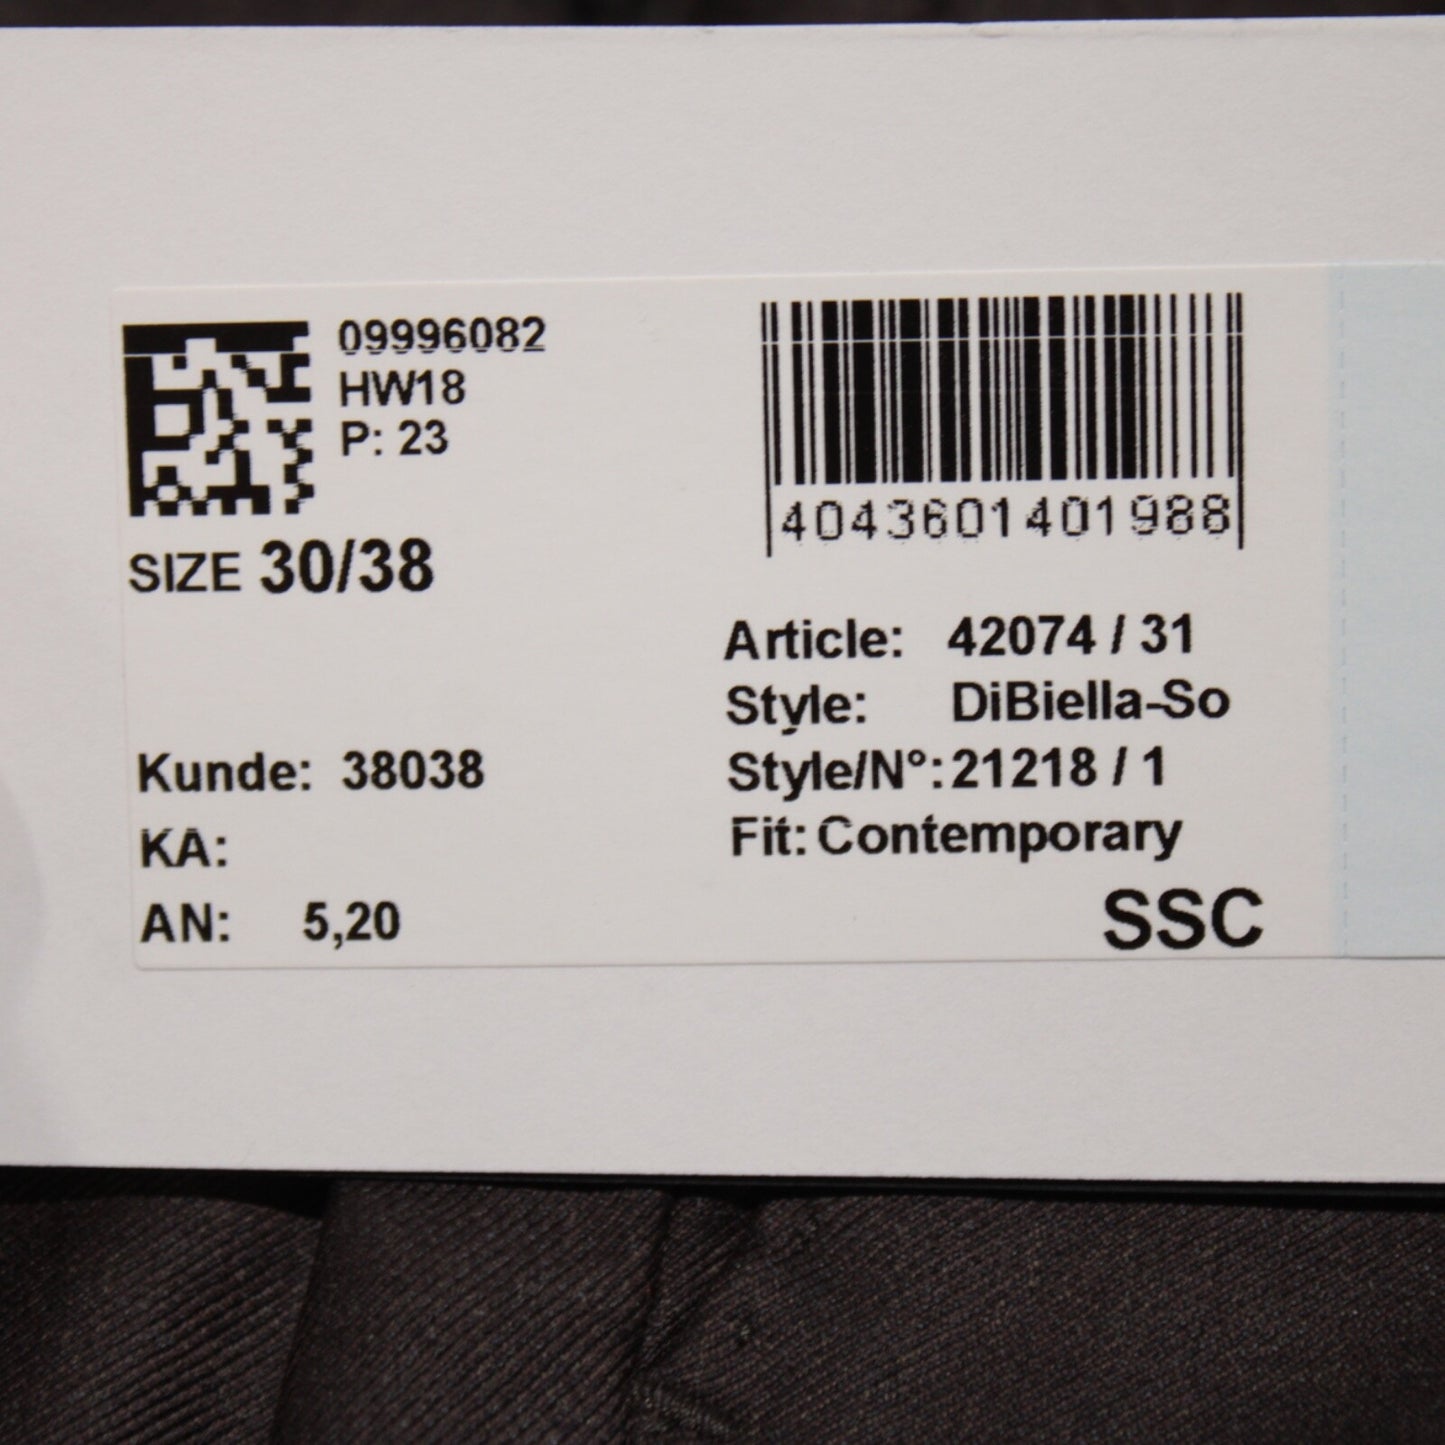 09996082
HW18
P: 23
SIZE 30/38
Kunde: 38038
KA:
AN: 5,20
4043601401988
Article: 42074 / 31
Style: DiBiella-So
Style/N°: 21218 / 1
Fit: Contemporary
SSC